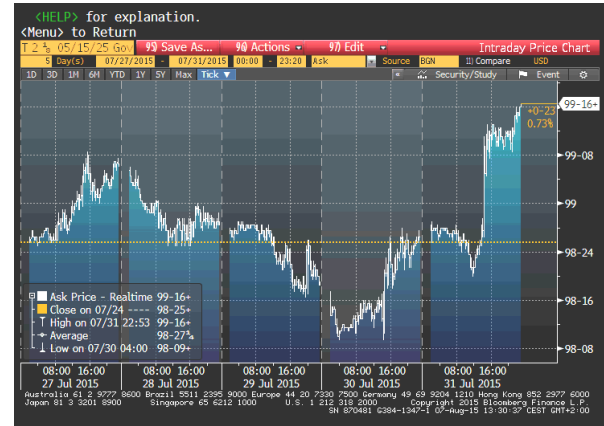 <HELP> for explanation.
<Menu> to Return
T 2 ⅛ 05/15/25 Gov 95) Save As... 96) Actions 97) Edit Intraday Price Chart
5 Day(s) 07/27/2015 - 07/31/2015 00:00 - 23:20 Ask Source BGN 11) Compare USD
1D 3D 1M 6M YTD 1Y 5Y Max Tick ▼ « Security/Study Event
99-16+
+0-23
0.73%
99-08
99
98-24
98-16
98-08
Ask Price - Realtime 99-16+
Close on 07/24 ---- 98-25+
High on 07/31 22:53 99-16+
Average 98-27¾
Low on 07/30 04:00 98-09+
08:00 16:00 08:00 16:00 08:00 16:00 08:00 16:00 08:00 16:00
27 Jul 2015 28 Jul 2015 29 Jul 2015 30 Jul 2015 31 Jul 2015
Australia 61 2 9777 8600 Brazil 5511 2395 9000 Europe 44 20 7330 7500 Germany 49 69 9204 1210 Hong Kong 852 2977 6000
Japan 81 3 3201 8900 Singapore 65 6212 1000 U.S. 1 212 318 2000 Copyright 2015 Bloomberg Finance L.P.
SN 870481 G384-1347-1 07-Aug-15 13:30:37 CEST GMT+2:00